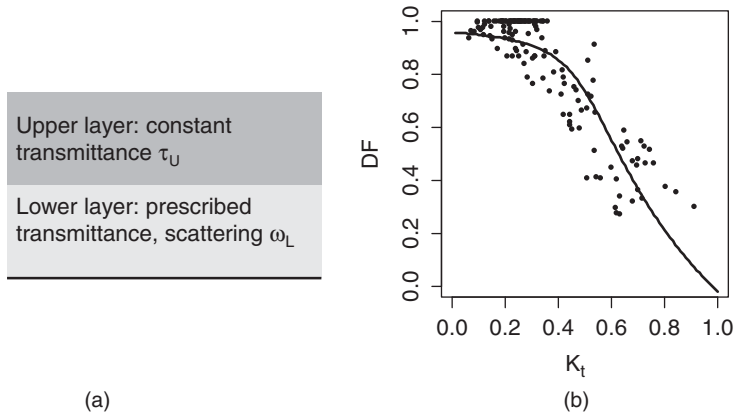 Upper layer: constant
transmittance τU
Lower layer: prescribed
transmittance, scattering ωL
(a)
DF
1.0
0.8
0.6
0.4
0.2
0.0
0.0 0.2 0.4 0.6 0.8 1.0
Kt
(b)